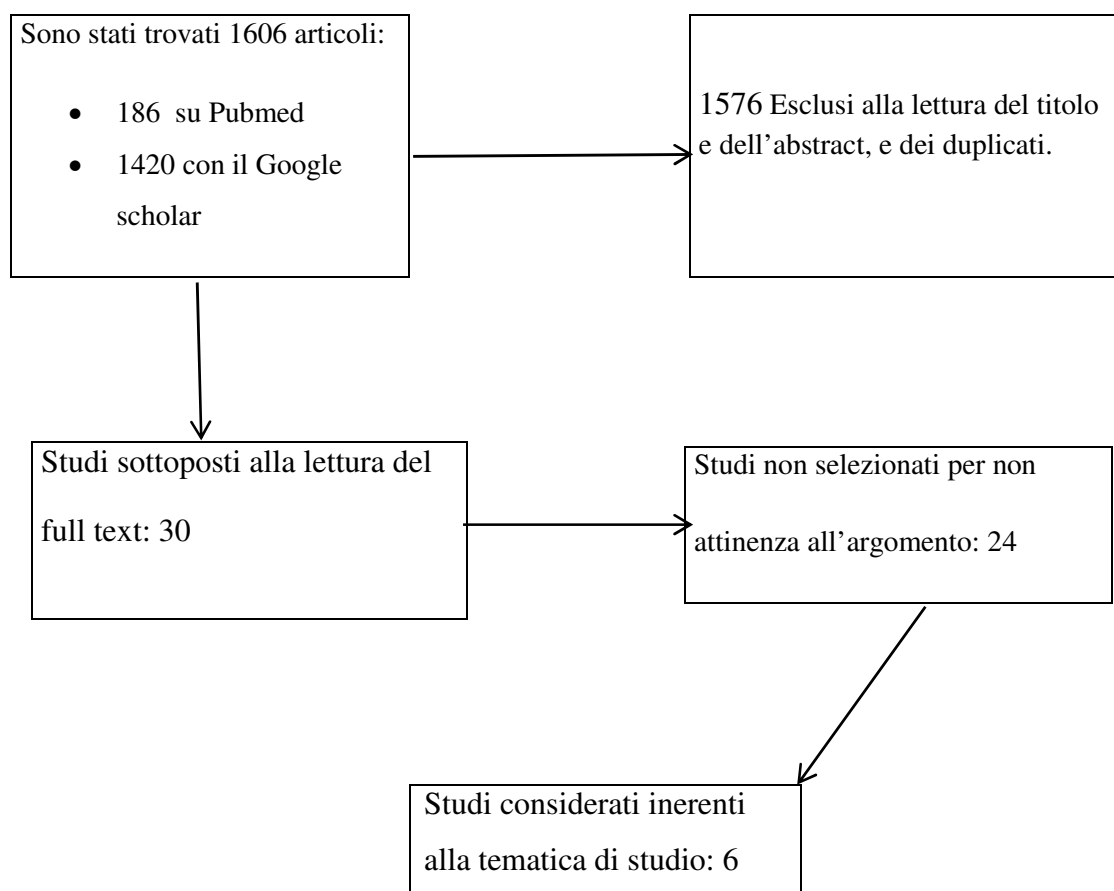 Sono stati trovati 1606 articoli:
• 186 su Pubmed
• 1420 con il Google
scholar
1576 Esclusi alla lettura del titolo
e dell’abstract, e dei duplicati.
Studi sottoposti alla lettura del
full text: 30
Studi non selezionati per non
attinenza all’argomento: 24
Studi considerati inerenti
alla tematica di studio: 6